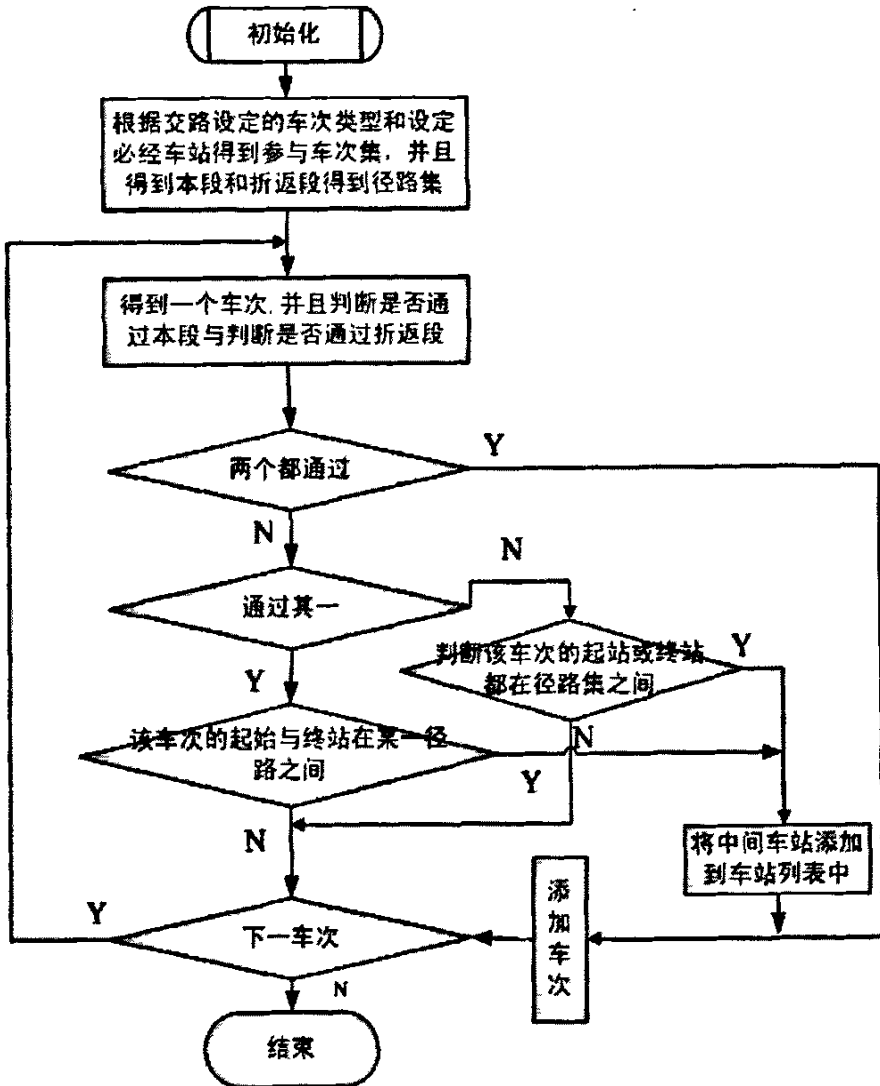 初始化
根据交路设定的车次类型和设定
必经车站得到参与车次集，并且
得到本段和折返段得到径路集
得到一个车次,并且判断是否通
过本段与判断是否通过折返段
两个都通过
Y
N
通过某一
N
判断该车次的起站或终站
都在径路集之间
Y
Y
该车次的起始与终站在某一径
路之间
N
Y
N
将中间车站添加
到车站列表中
添
加
车
次
下一车次
Y
N
结束